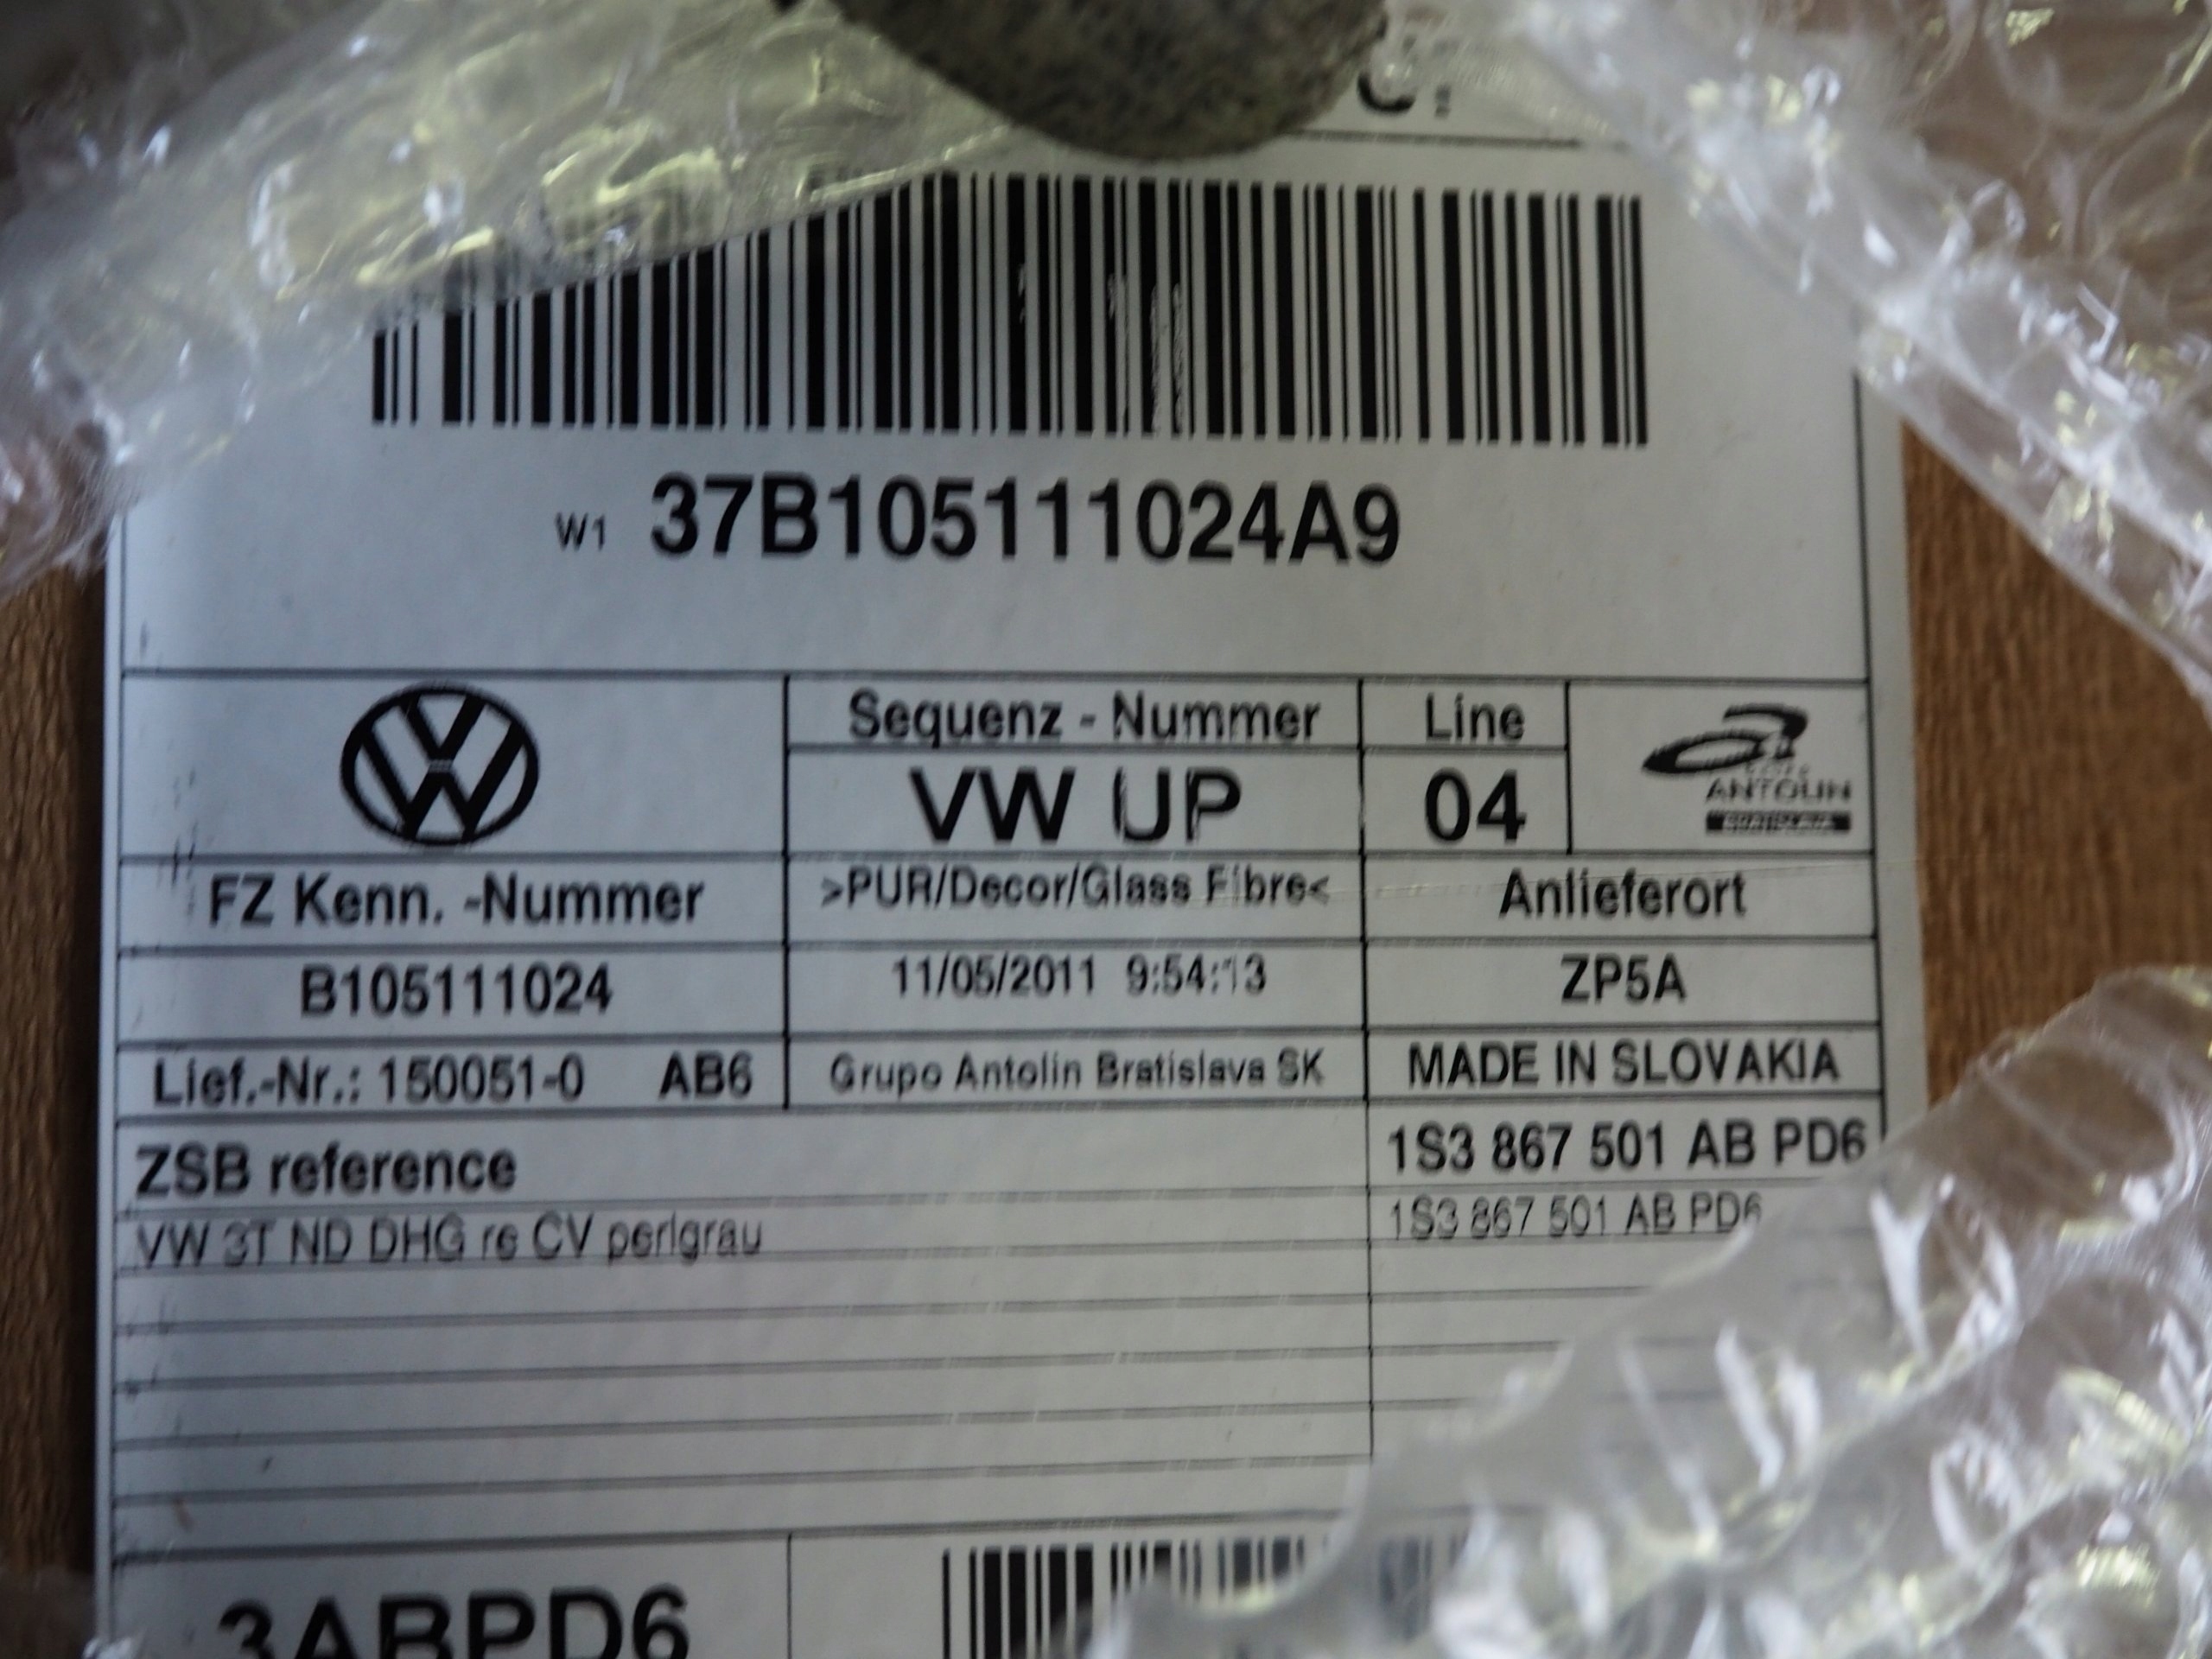 W1 37B105111024A9
Sequenz - Nummer Line
VW UP 04
ANTOLIN
FZ Kenn. -Nummer >PUR/Decor/Glass Fibre< Anlieferort
B105111024 11/05/2011 9:54:13 ZP5A
Lief.-Nr.: 150051-0 AB6 Grupo Antolin Bratislava SK MADE IN SLOVAKIA
ZSB reference 1S3 867 501 AB PD6
VW 3T ND DHG re CV perlgrau 1S3 867 501 AB PD6
3ABPD6